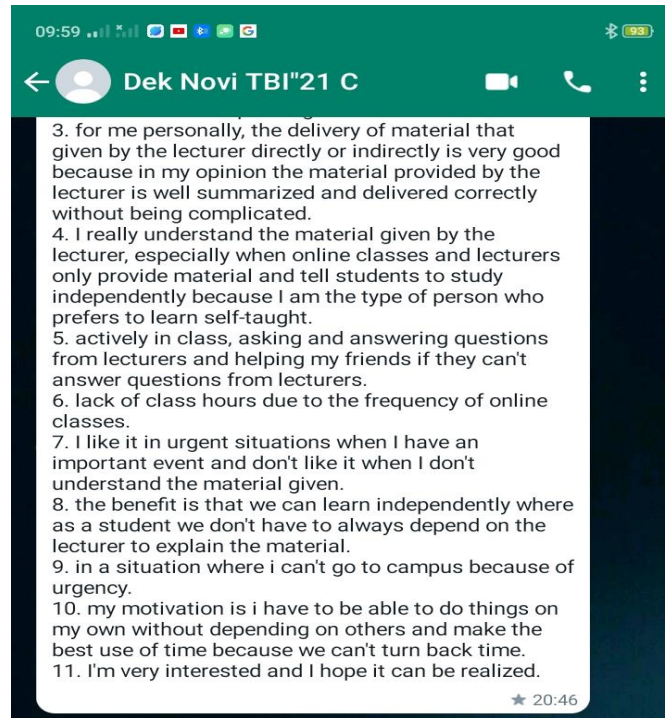 09:59
93
Dek Novi TBI"21 C
3. for me personally, the delivery of material that
given by the lecturer directly or indirectly is very good
because in my opinion the material provided by the
lecturer is well summarized and delivered correctly
without being complicated.
4. I really understand the material given by the
lecturer, especially when online classes and lecturers
only provide material and tell students to study
independently because I am the type of person who
prefers to learn self-taught.
5. actively in class, asking and answering questions
from lecturers and helping my friends if they can't
answer questions from lecturers.
6. lack of class hours due to the frequency of online
classes.
7. I like it in urgent situations when I have an
important event and don't like it when I don't
understand the material given.
8. the benefit is that we can learn independently where
as a student we don't have to always depend on the
lecturer to explain the material.
9. in a situation where i can't go to campus because of
urgency.
10. my motivation is i have to be able to do things on
my own without depending on others and make the
best use of time because we can't turn back time.
11. I'm very interested and I hope it can be realized.
20:46